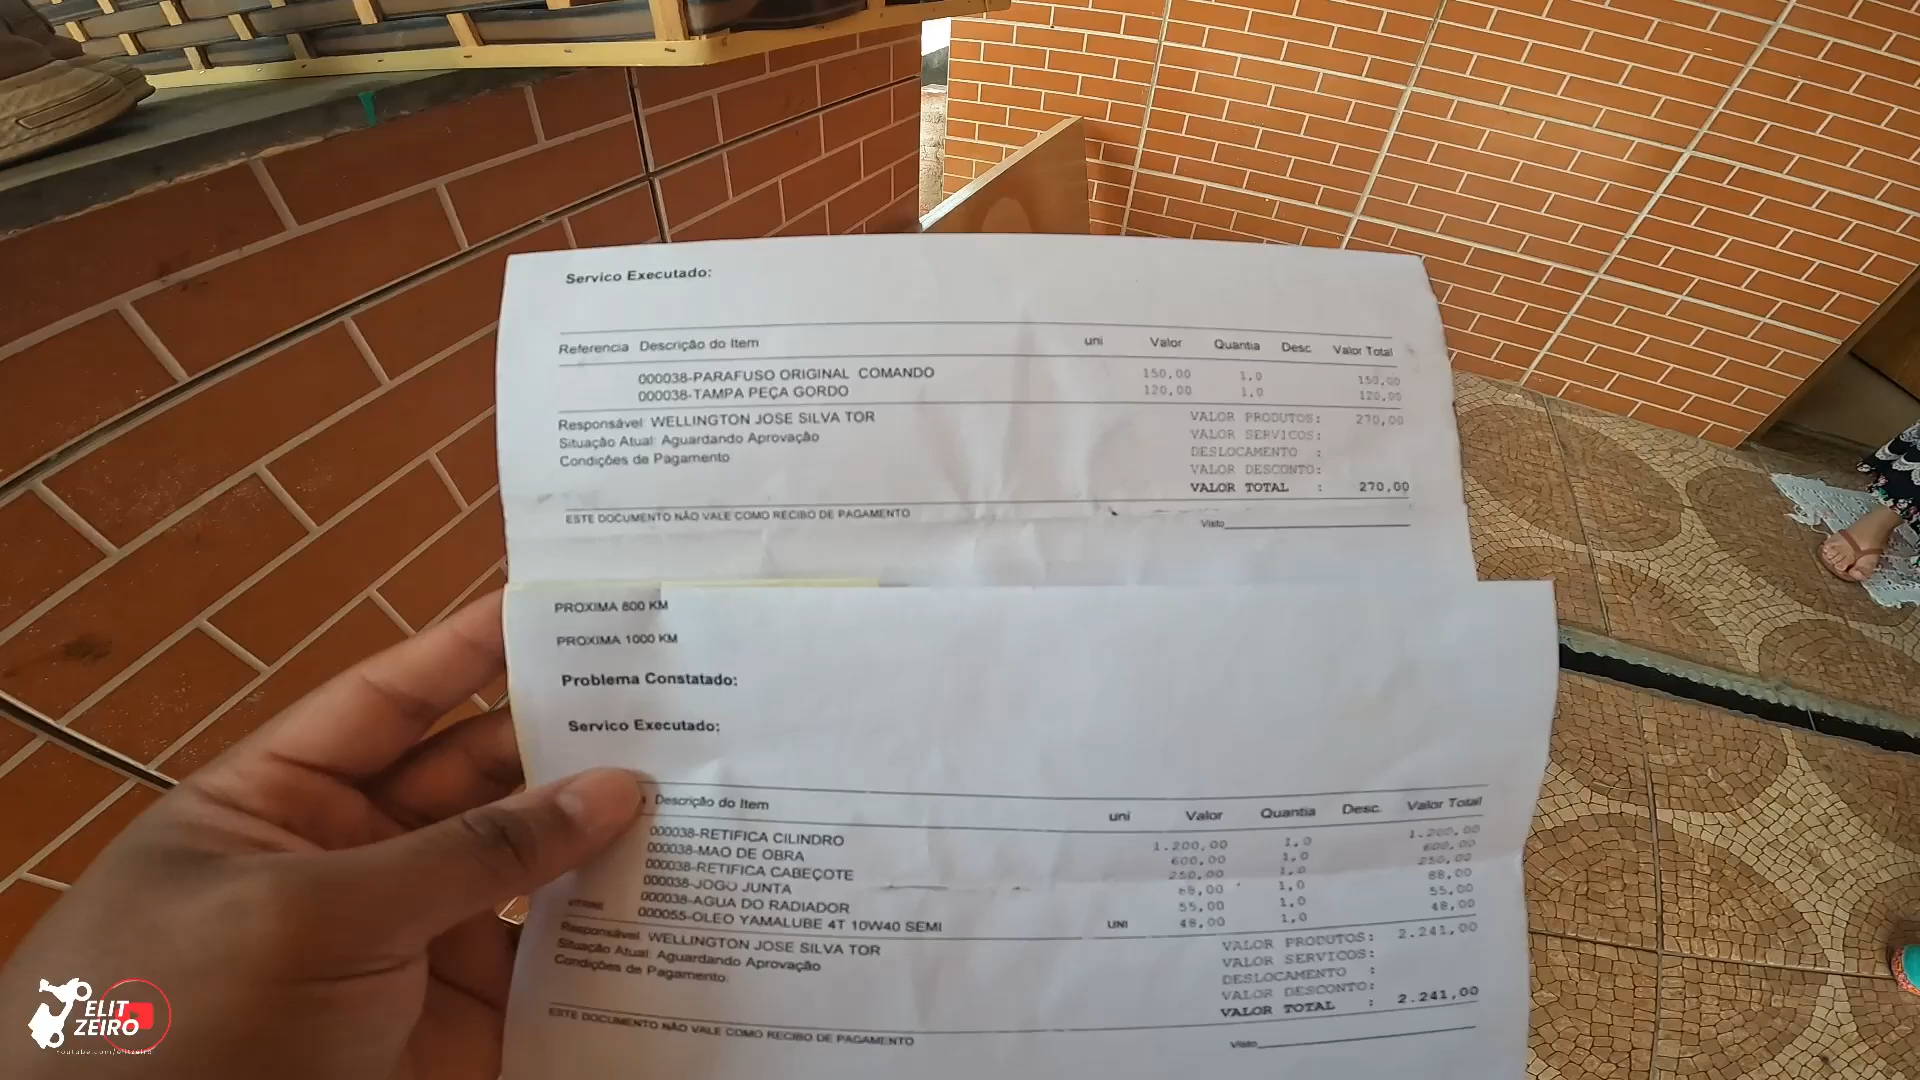 Servico Executado:
Referencia Descrição do Item uni Valor Quantia Desc. Valor Total
000038-PARAFUSO ORIGINAL COMANDO 150,00 1,0 150,00
000038-TAMPA PEÇA GORDO 120,00 1,0 120,00
Responsável: WELLINGTON JOSE SILVA TOR VALOR PRODUTOS: 270,00
Situação Atual: Aguardando Aprovação VALOR SERVICOS:
Condições de Pagamento DESLOCAMENTO :
VALOR DESCONTO:
VALOR TOTAL : 270,00
ESTE DOCUMENTO NÃO VALE COMO RECIBO DE PAGAMENTO Visto
PROXIMA 800 KM
PROXIMA 1000 KM
Problema Constatado:
Servico Executado:
Descrição do Item uni Valor Quantia Desc. Valor Total
000038-RETIFICA CILINDRO 1.200,00 1,0 1.200,00
000038-MAO DE OBRA 600,00 1,0 600,00
000038-RETIFICA CABEÇOTE 250,00 1,0 250,00
000038-JOGO JUNTA 88,00 1,0 88,00
000038-AGUA DO RADIADOR 55,00 1,0 55,00
VITRINE 000055-OLEO YAMALUBE 4T 10W40 SEMI UNI 48,00 1,0 48,00
Responsável: WELLINGTON JOSE SILVA TOR VALOR PRODUTOS: 2.241,00
Situação Atual: Aguardando Aprovação VALOR SERVICOS:
Condições de Pagamento: DESLOCAMENTO :
VALOR DESCONTO:
VALOR TOTAL : 2.241,00
ESTE DOCUMENTO NÃO VALE COMO RECIBO DE PAGAMENTO Visto
ELIT
ZEIRO
Youtube.com/elitzeiro